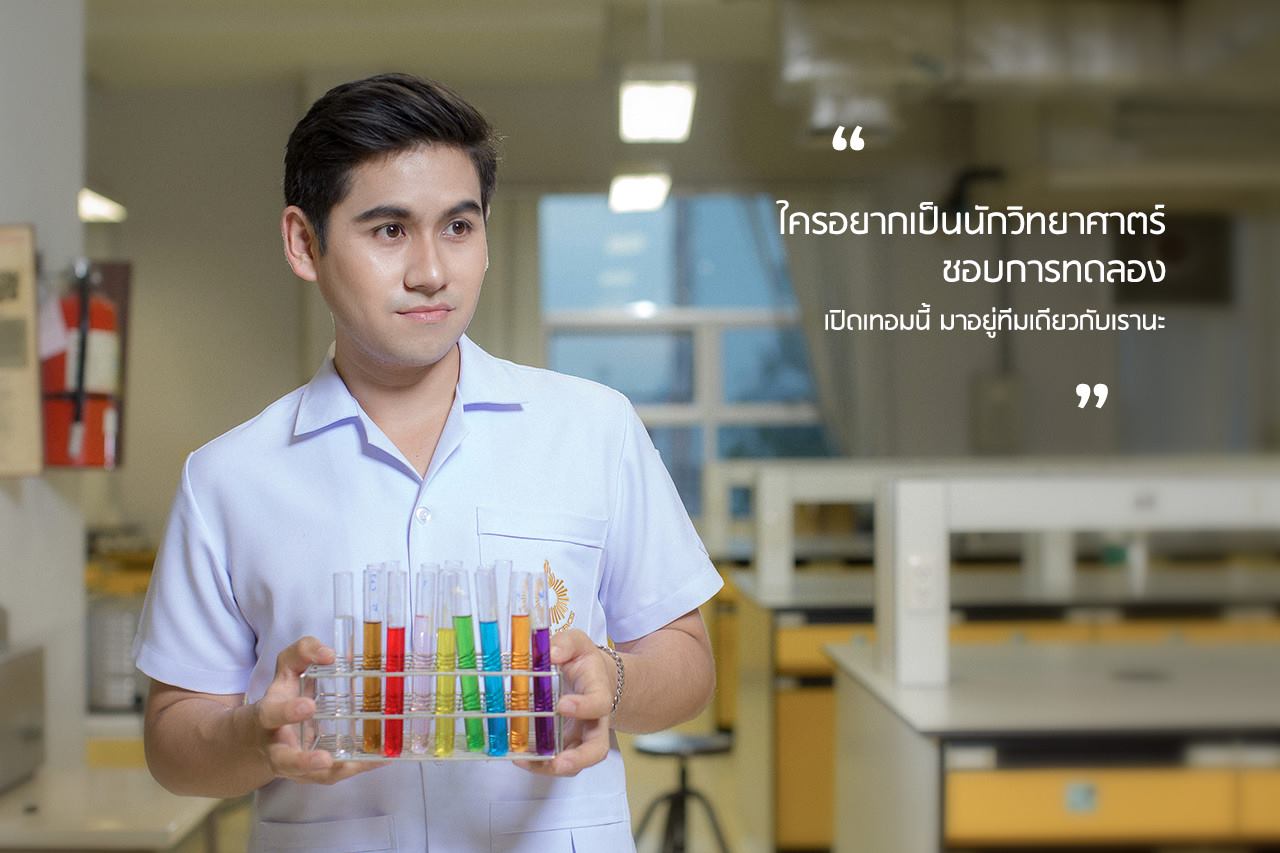 “
ใครอยากเป็นนักวิทยาศาตร์
ชอบการทดลอง
เปิดเทอมนี้ มาอยู่ทีมเดียวกับเรานะ
”